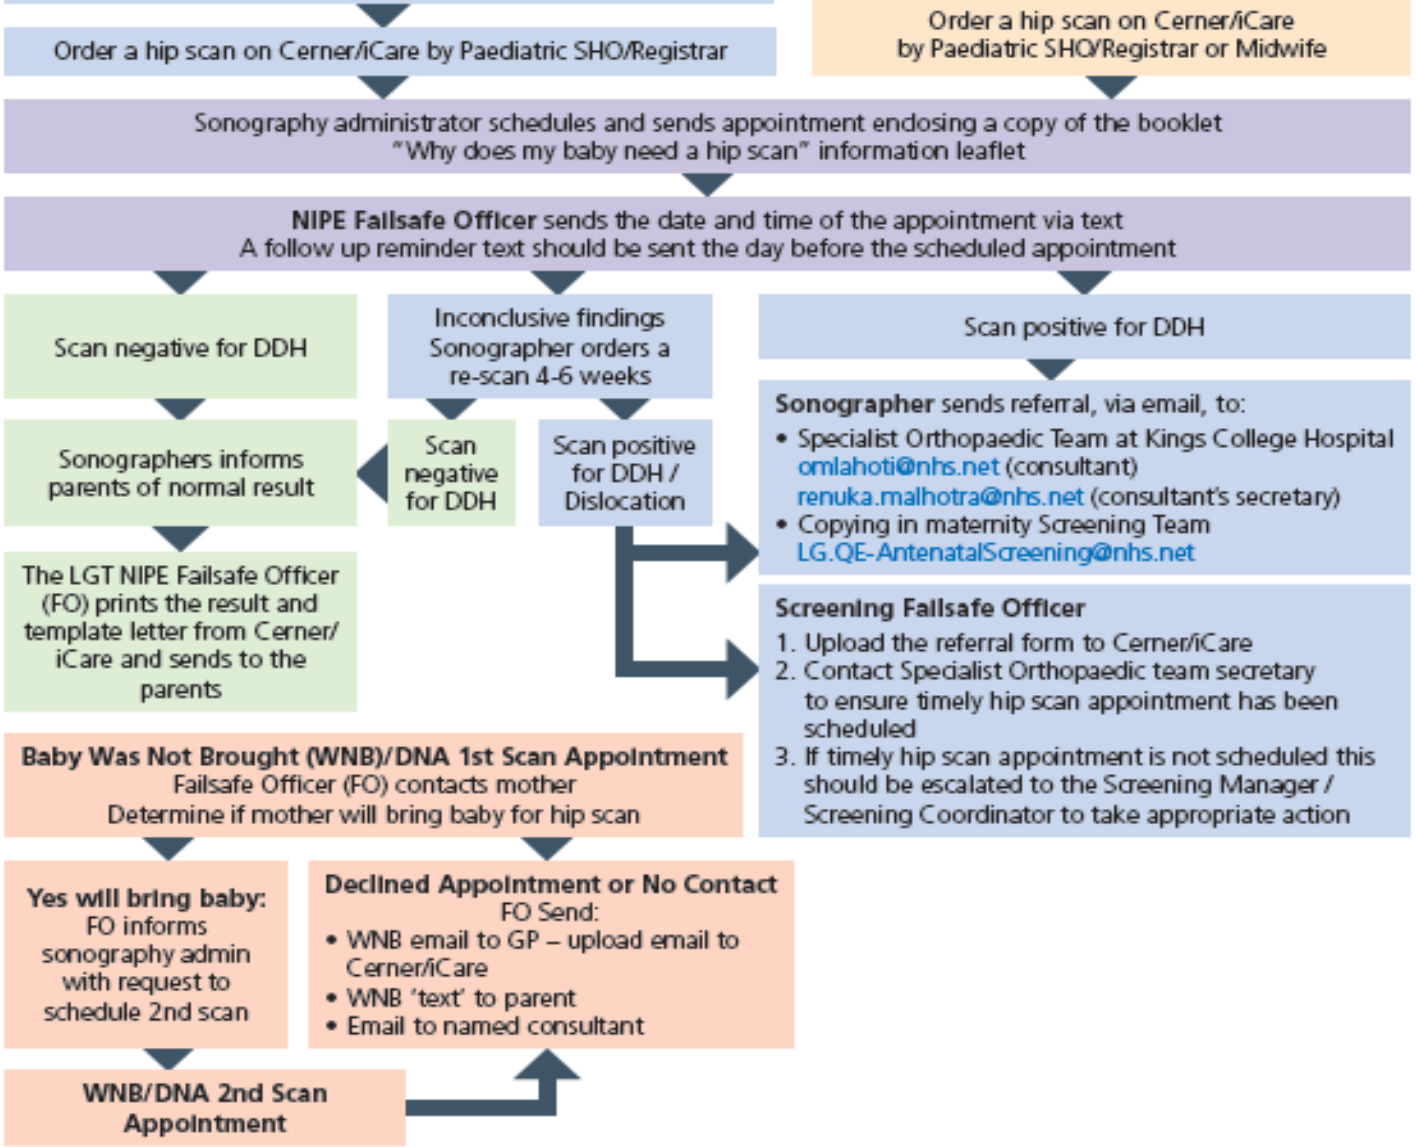 Order a hip scan on Cerner/iCare by Paediatric SHO/Registrar
Order a hip scan on Cerner/iCare
by Paediatric SHO/Registrar or Midwife
Sonography administrator schedules and sends appointment enclosing a copy of the booklet
"Why does my baby need a hip scan" information leaflet
NIPE Failsafe Officer sends the date and time of the appointment via text
A follow up reminder text should be sent the day before the scheduled appointment
Scan negative for DDH
Inconclusive findings
Sonographer orders a
re-scan 4-6 weeks
Scan positive for DDH
Sonographers informs
parents of normal result
Scan
negative
for DDH
Scan positive
for DDH /
Dislocation
Sonographer sends referral, via email, to:
• Specialist Orthopaedic Team at Kings College Hospital
omlahoti@nhs.net (consultant)
renuka.malhotra@nhs.net (consultant's secretary)
• Copying in maternity Screening Team
LG.QE-AntenatalScreening@nhs.net
The LGT NIPE Failsafe Officer
(FO) prints the result and
template letter from Cerner/
iCare and sends to the
parents
Screening Failsafe Officer
1. Upload the referral form to Cerner/iCare
2. Contact Specialist Orthopaedic team secretary
to ensure timely hip scan appointment has been
scheduled
3. If timely hip scan appointment is not scheduled this
should be escalated to the Screening Manager /
Screening Coordinator to take appropriate action
Baby Was Not Brought (WNB)/DNA 1st Scan Appointment
Failsafe Officer (FO) contacts mother
Determine if mother will bring baby for hip scan
Yes will bring baby:
FO informs
sonography admin
with request to
schedule 2nd scan
Declined Appointment or No Contact
FO Send:
• WNB email to GP – upload email to
Cerner/iCare
• WNB 'text' to parent
• Email to named consultant
WNB/DNA 2nd Scan
Appointment